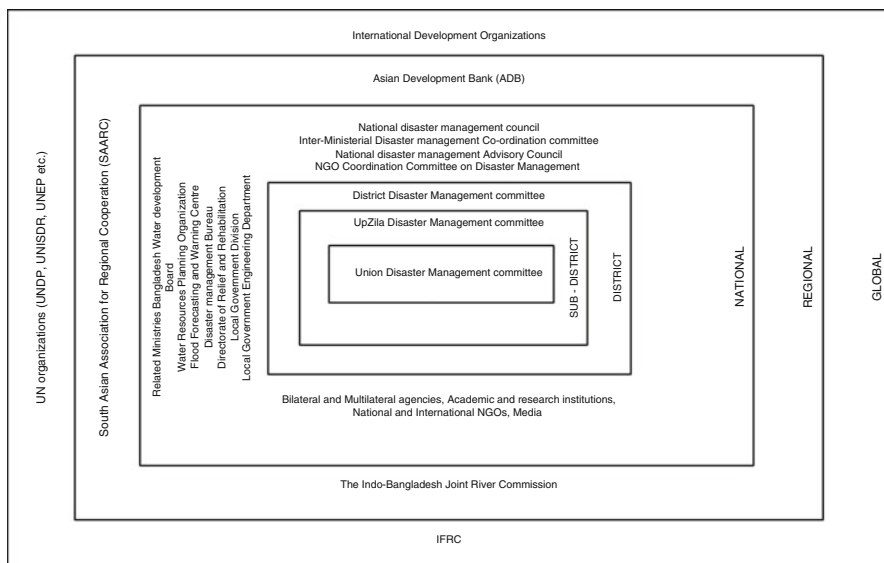 International Development Organizations
Asian Development Bank (ADB)
National disaster management council
Inter-Ministerial Disaster management Co-ordination committee
National disaster management Advisory Council
NGO Coordination Committee on Disaster Management
District Disaster Management committee
UpZila Disaster Management committee
Union Disaster Management committee
UN organizations (UNDP, UNISDR, UNEP etc.)
South Asian Association for Regional Cooperation (SAARC)
Related Ministries Bangladesh Water development
Board
Water Resources Planning Organization
Flood Forecasting and Warning Centre
Disaster management Bureau
Directorate of Relief and Rehabilitation
Local Government Division
Local Government Engineering Department
SUB - DISTRICT
DISTRICT
NATIONAL
REGIONAL
GLOBAL
Bilateral and Multilateral agencies, Academic and research institutions,
National and International NGOs, Media
The Indo-Bangladesh Joint River Commission
IFRC